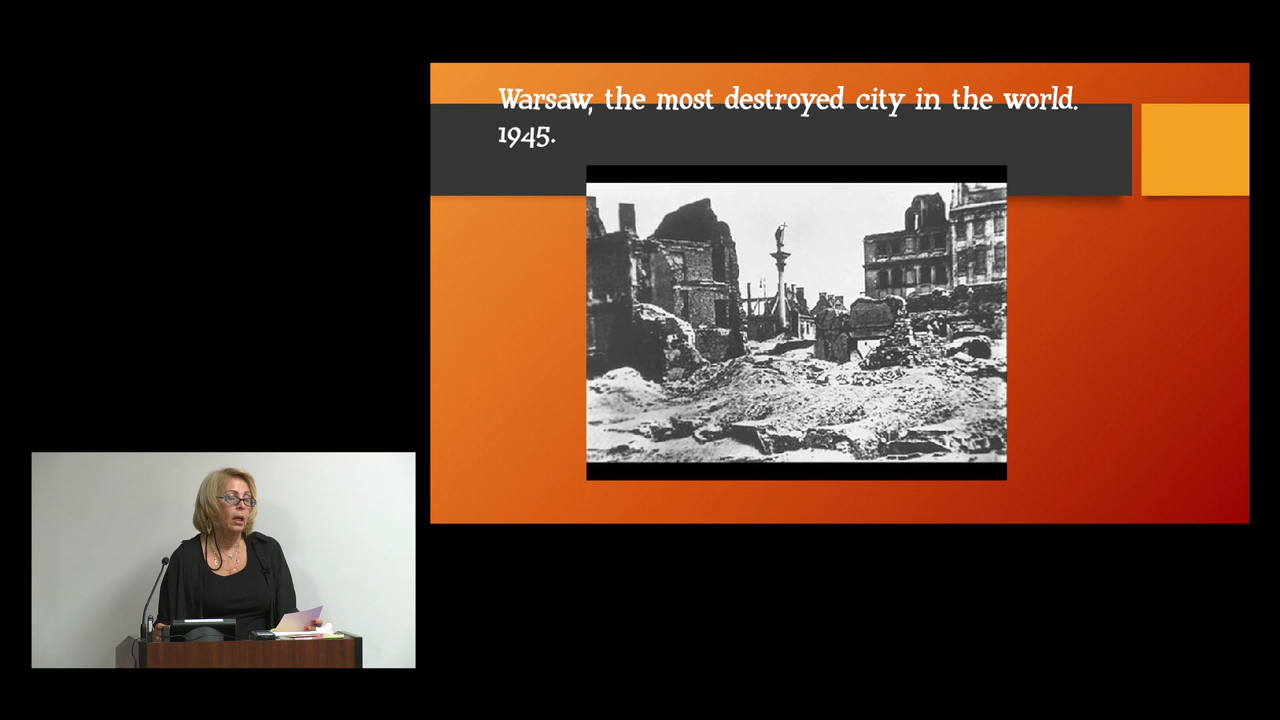 Warsaw, the most destroyed city in the world.
1945.